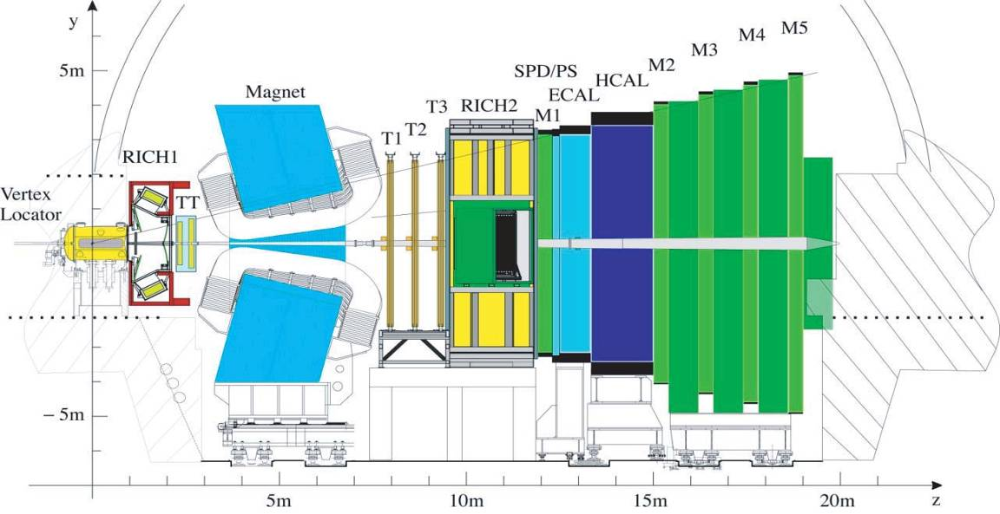 y
5m
Magnet
SPD/PS
ECAL
HCAL
M1
M2
M3
M4
M5
T1
T2
T3
RICH2
RICH1
TT
Vertex
Locator
− 5m
5m
10m
15m
20m
z